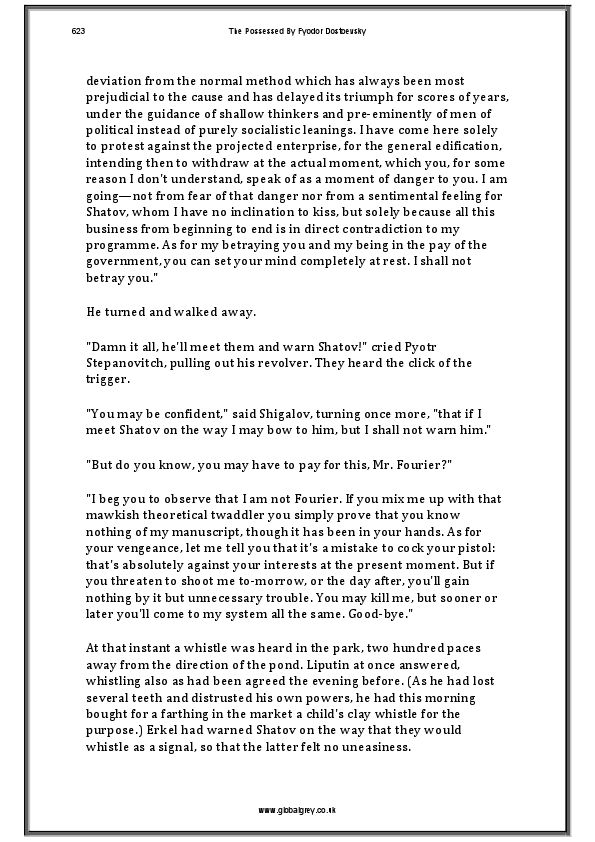 623
The Possessed By Fyodor Dostoevsky
deviation from the normal method which has always been most
prejudicial to the cause and has delayed its triumph for scores of years,
under the guidance of shallow thinkers and pre-eminently of men of
political instead of purely socialistic leanings. I have come here solely
to protest against the projected enterprise, for the general edification,
intending then to withdraw at the actual moment, which you, for some
reason I don't understand, speak of as a moment of danger to you. I am
going—not from fear of that danger nor from a sentimental feeling for
Shatov, whom I have no inclination to kiss, but solely because all this
business from beginning to end is in direct contradiction to my
programme. As for my betraying you and my being in the pay of the
government, you can set your mind completely at rest. I shall not
betray you."
He turned and walked away.
"Damn it all, he'll meet them and warn Shatov!" cried Pyotr
Stepanovitch, pulling out his revolver. They heard the click of the
trigger.
"You may be confident," said Shigalov, turning once more, "that if I
meet Shatov on the way I may bow to him, but I shall not warn him."
"But do you know, you may have to pay for this, Mr. Fourier?"
"I beg you to observe that I am not Fourier. If you mix me up with that
mawkish theoretical twaddler you simply prove that you know
nothing of my manuscript, though it has been in your hands. As for
your vengeance, let me tell you that it's a mistake to cock your pistol:
that's absolutely against your interests at the present moment. But if
you threaten to shoot me to-morrow, or the day after, you'll gain
nothing by it but unnecessary trouble. You may kill me, but sooner or
later you'll come to my system all the same. Good-bye."
At that instant a whistle was heard in the park, two hundred paces
away from the direction of the pond. Liputin at once answered,
whistling also as had been agreed the evening before. (As he had lost
several teeth and distrusted his own powers, he had this morning
bought for a farthing in the market a child's clay whistle for the
purpose.) Erkel had warned Shatov on the way that they would
whistle as a signal, so that the latter felt no uneasiness.
www.globalgrey.co.uk